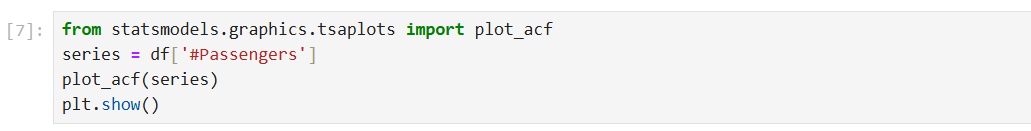 [7]: from statsmodels.graphics.tsaplots import plot_acf
series = df['#Passengers']
plot_acf(series)
plt.show()